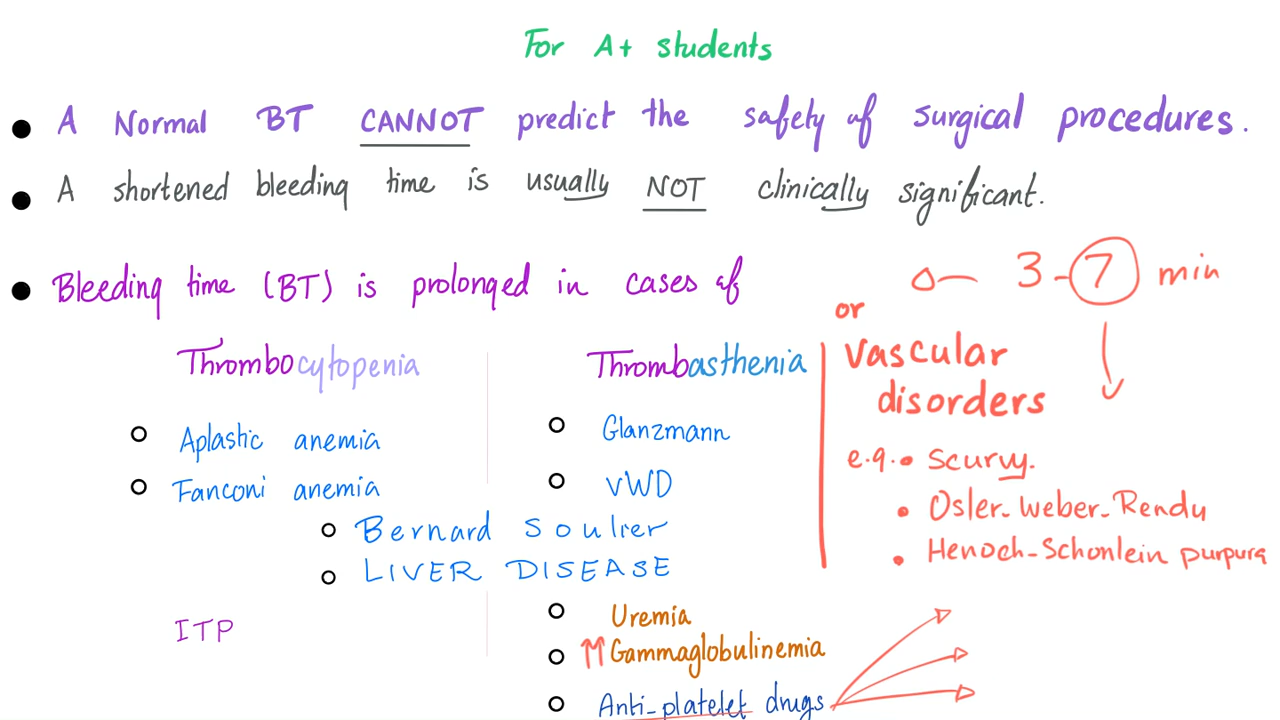 For A+ students
A Normal BT CANNOT predict the safety of surgical procedures.
A shortened bleeding time is usually NOT clinically significant.
Bleeding time (BT) is prolonged in cases of
3-7 min
Thrombocytopenia
Aplastic anemia
Fanconi anemia
Thrombasthenia
Glanzmann
vWD
Bernard Soulier
LIVER DISEASE
ITP
Uremia
⇈ Gammaglobulinemia
Anti-platelet drugs
or
vascular
disorders
e.g. • Scurvy.
• Osler-Weber-Rendu
• Henoch-Schonlein purpura